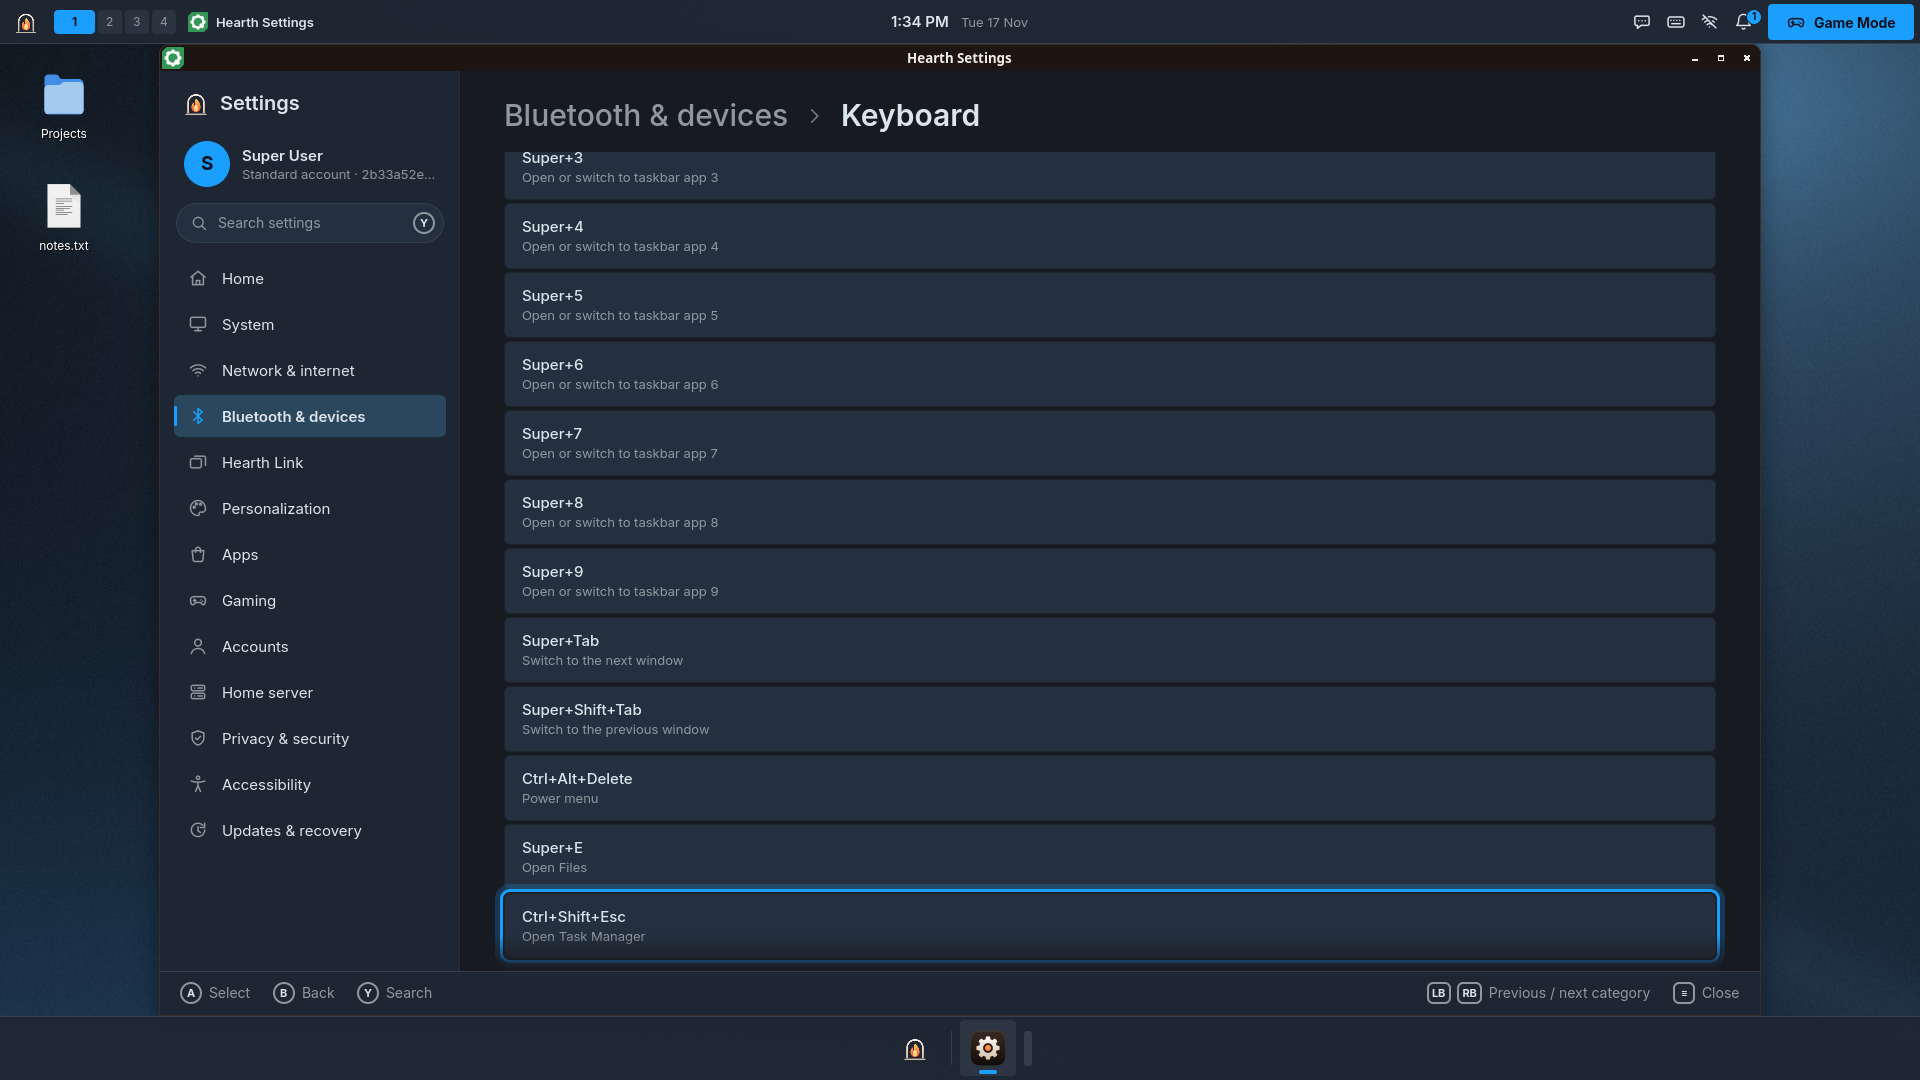 1 2 3 4 Hearth Settings 1:34 PM Tue 17 Nov 1 Game Mode
Hearth Settings
Projects
notes.txt
Settings
S
Super User
Standard account · 2b33a52e...
Search settings Y
Home
System
Network & internet
Bluetooth & devices
Hearth Link
Personalization
Apps
Gaming
Accounts
Home server
Privacy & security
Accessibility
Updates & recovery
Bluetooth & devices > Keyboard
Super+3
Open or switch to taskbar app 3
Super+4
Open or switch to taskbar app 4
Super+5
Open or switch to taskbar app 5
Super+6
Open or switch to taskbar app 6
Super+7
Open or switch to taskbar app 7
Super+8
Open or switch to taskbar app 8
Super+9
Open or switch to taskbar app 9
Super+Tab
Switch to the next window
Super+Shift+Tab
Switch to the previous window
Ctrl+Alt+Delete
Power menu
Super+E
Open Files
Ctrl+Shift+Esc
Open Task Manager
A Select B Back Y Search LB RB Previous / next category ≡ Close